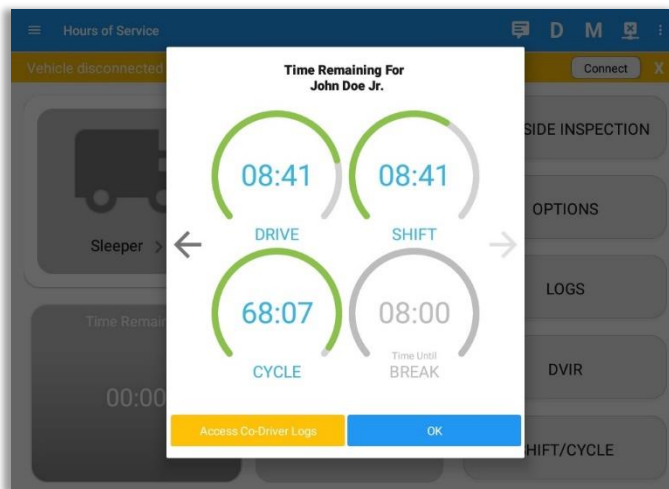 Hours of Service
D M
Vehicle disconnected
Connect X
Time Remaining For
John Doe Jr.
08:41
DRIVE
08:41
SHIFT
68:07
CYCLE
08:00
Time Until
BREAK
Access Co-Driver Logs
OK
Sleeper >
Time Remain
00:00
SIDE INSPECTION
OPTIONS
LOGS
DVIR
HIFT/CYCLE